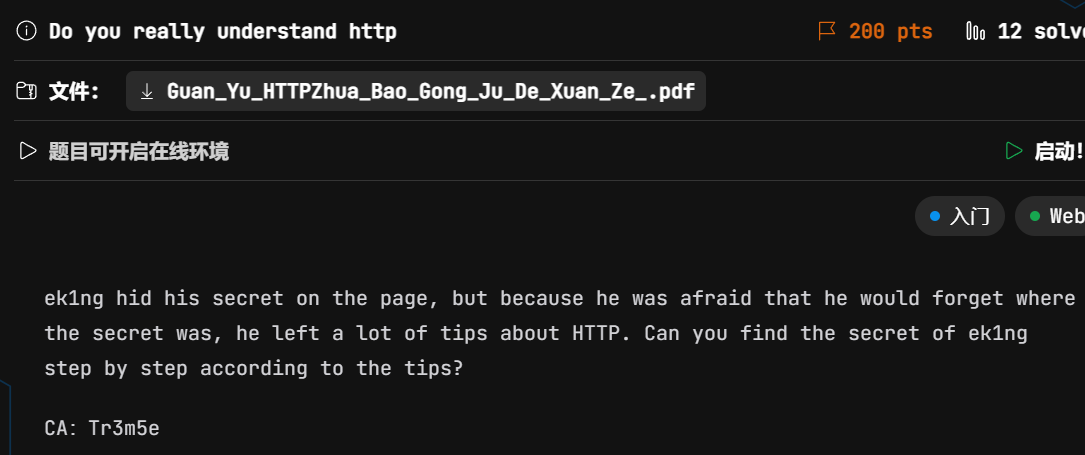 Do you really understand http 200 pts 12
文件: Guan_Yu_HTTPZhua_Bao_Gong_Ju_De_Xuan_Ze_.pdf
题目可开启在线环境 启动!
入门 Web
ek1ng hid his secret on the page, but because he was afraid that he would forget where
the secret was, he left a lot of tips about HTTP. Can you find the secret of ek1ng
step by step according to the tips?
CA: Tr3m5e